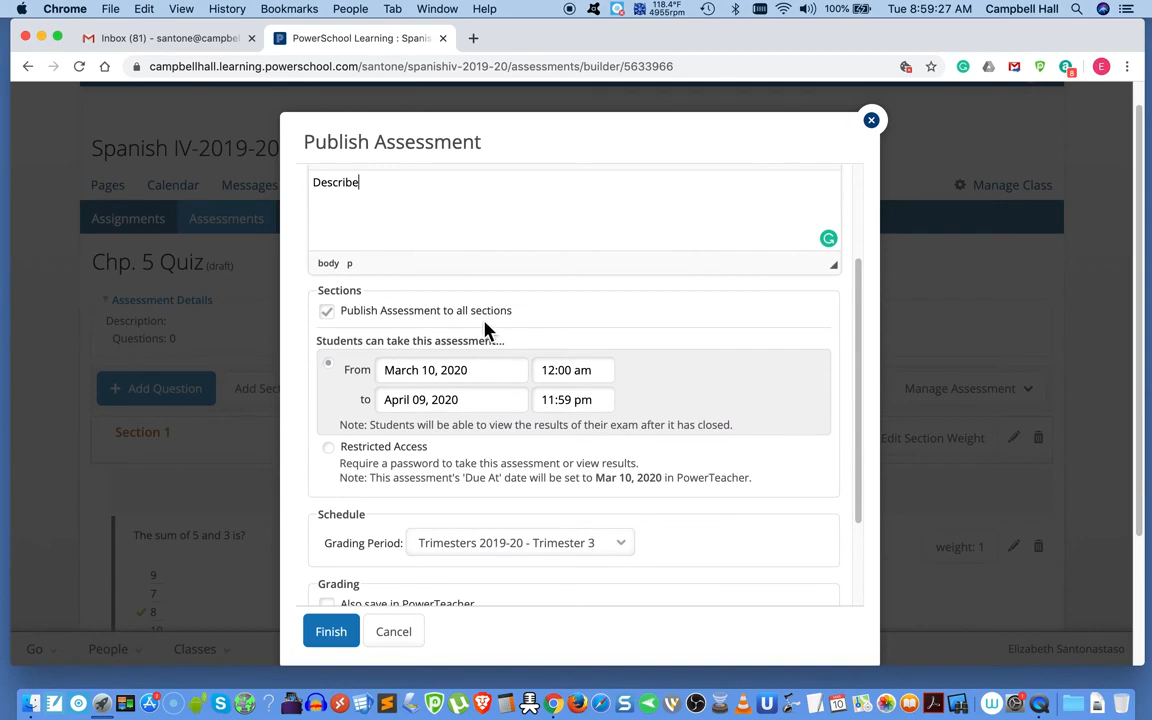 Chrome File Edit View History Bookmarks People Tab Window Help 118.4°F 4955rpm 100% Tue 8:59:27 AM Campbell Hall
Inbox (81) - santone@campbel PowerSchool Learning : Spanis
campbellhall.learning.powerschool.com/santone/spanishiv-2019-20/assessments/builder/5633966
8
E
Spanish IV-2019-20
Pages Calendar Messages Manage Class
Assignments Assessments
Chp. 5 Quiz (draft)
Assessment Details
Description:
Questions: 0
Add Question Add Sec Manage Assessment
Section 1 Edit Section Weight
The sum of 5 and 3 is?
weight: 1
9
7
8
10
Publish Assessment
Describe
body p
Sections
Publish Assessment to all sections
Students can take this assessment...
From March 10, 2020 12:00 am
to April 09, 2020 11:59 pm
Note: Students will be able to view the results of their exam after it has closed.
Restricted Access
Require a password to take this assessment or view results.
Note: This assessment's 'Due At' date will be set to Mar 10, 2020 in PowerTeacher.
Schedule
Grading Period: Trimesters 2019-20 - Trimester 3
Grading
Also save in PowerTeacher
Finish Cancel
Go People Classes Elizabeth Santonastaso